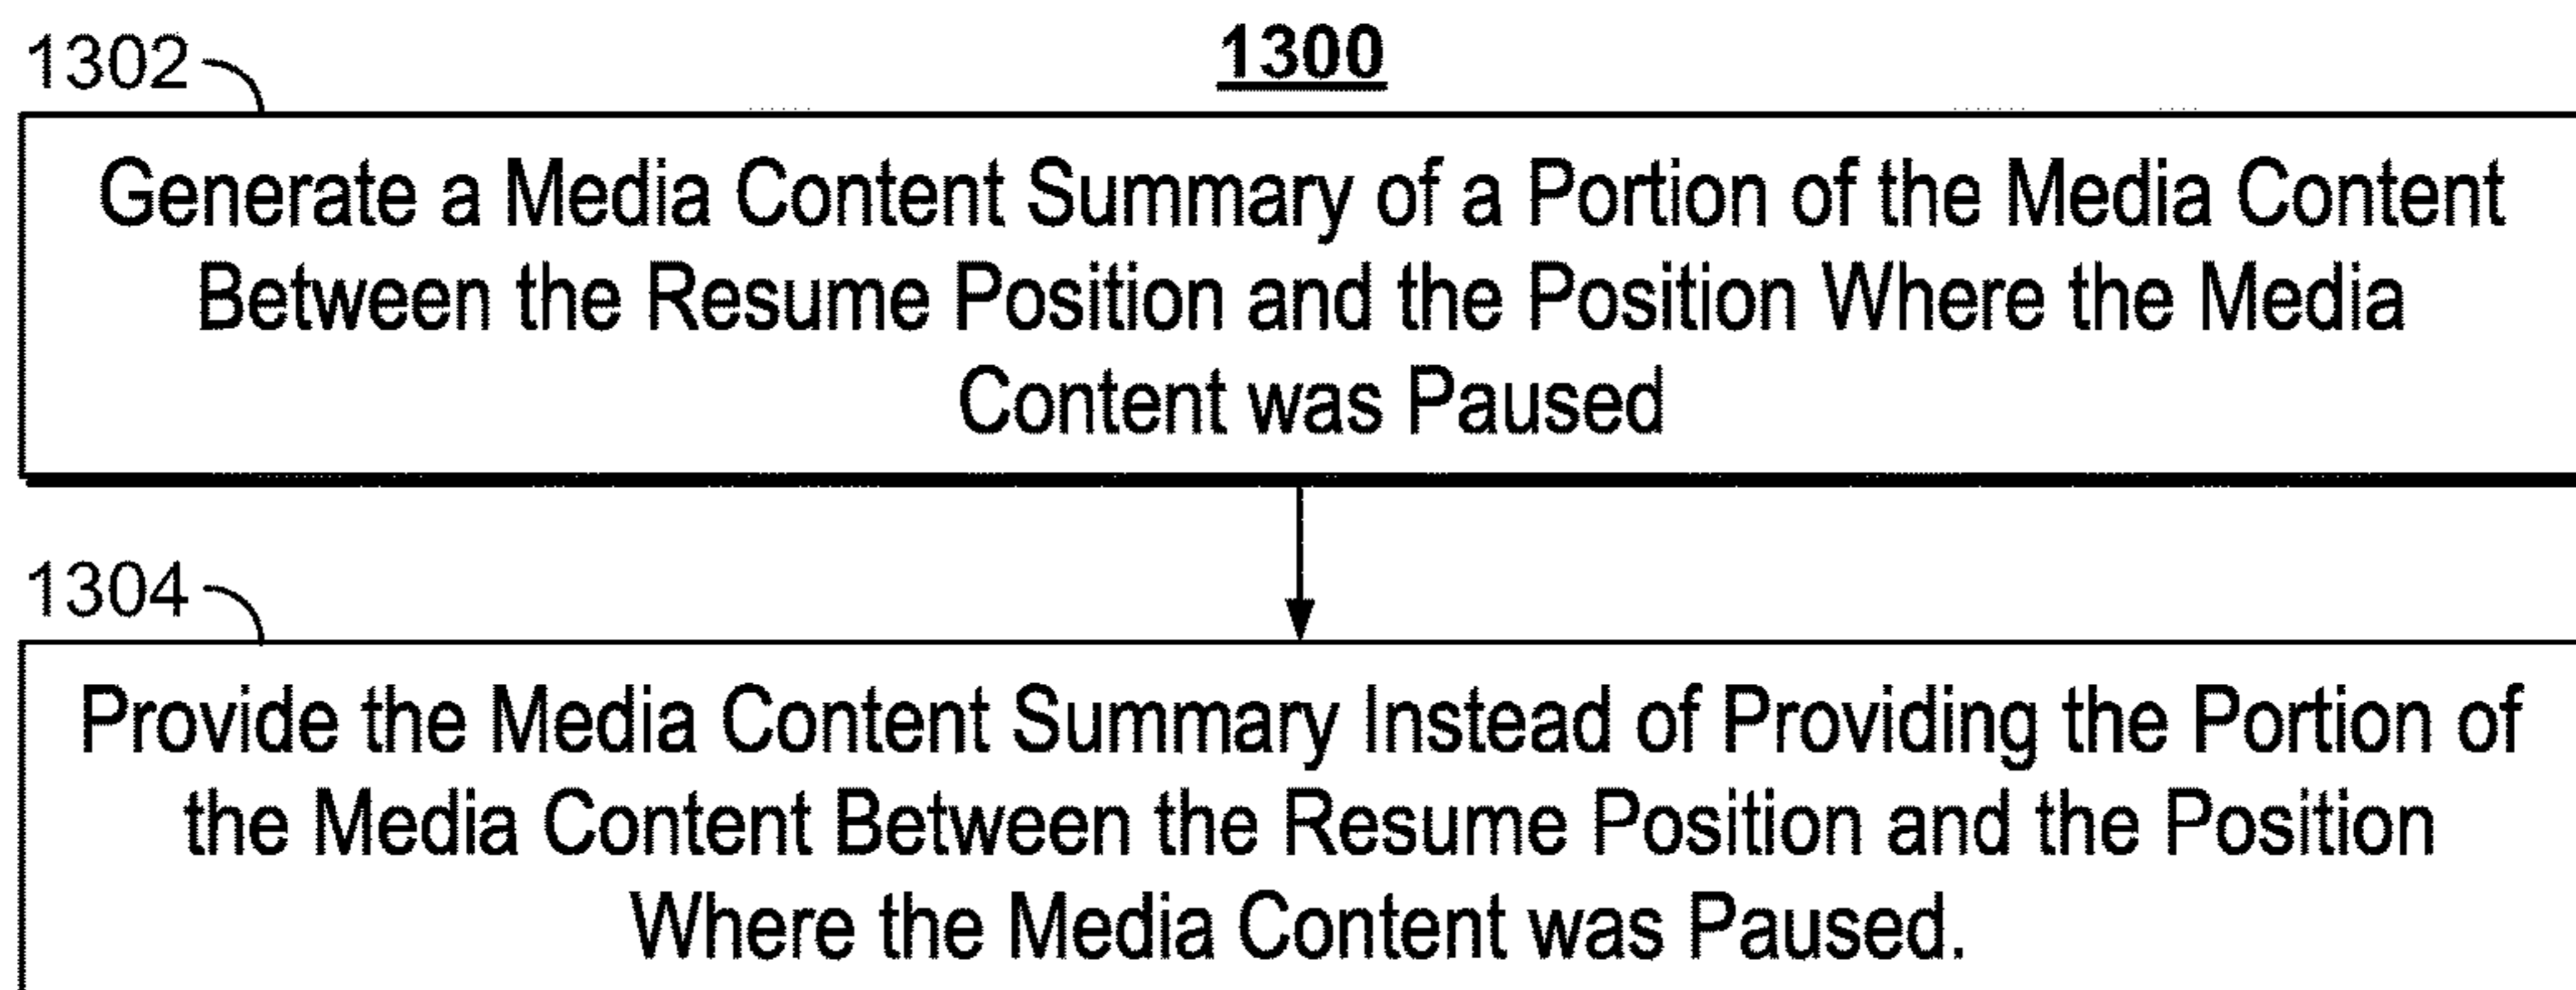 1300
1302
Generate a Media Content Summary of a Portion of the Media Content
Between the Resume Position and the Position Where the Media
Content was Paused
1304
Provide the Media Content Summary Instead of Providing the Portion of
the Media Content Between the Resume Position and the Position
Where the Media Content was Paused.